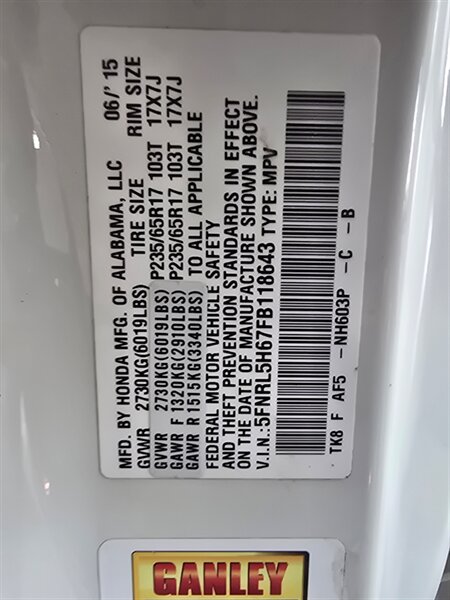 MFD. BY HONDA MFG. OF ALABAMA, LLC 06/' 15
GVWR 2730KG(6019LBS) TIRE SIZE RIM SIZE
GVWR 2730KG(6019LBS) P235/65R17 103T 17X7J
GAWR F 1320KG(2910LBS) P235/65R17 103T 17X7J
GAWR R 1515KG(3340LBS) TO ALL APPLICABLE
FEDERAL MOTOR VEHICLE SAFETY
AND THEFT PREVENTION STANDARDS IN EFFECT
ON THE DATE OF MANUFACTURE SHOWN ABOVE.
V.I.N.:5FNRL5H67FB118643 TYPE: MPV
TK8 F AF5 -NH603P -C -B
GANLEY